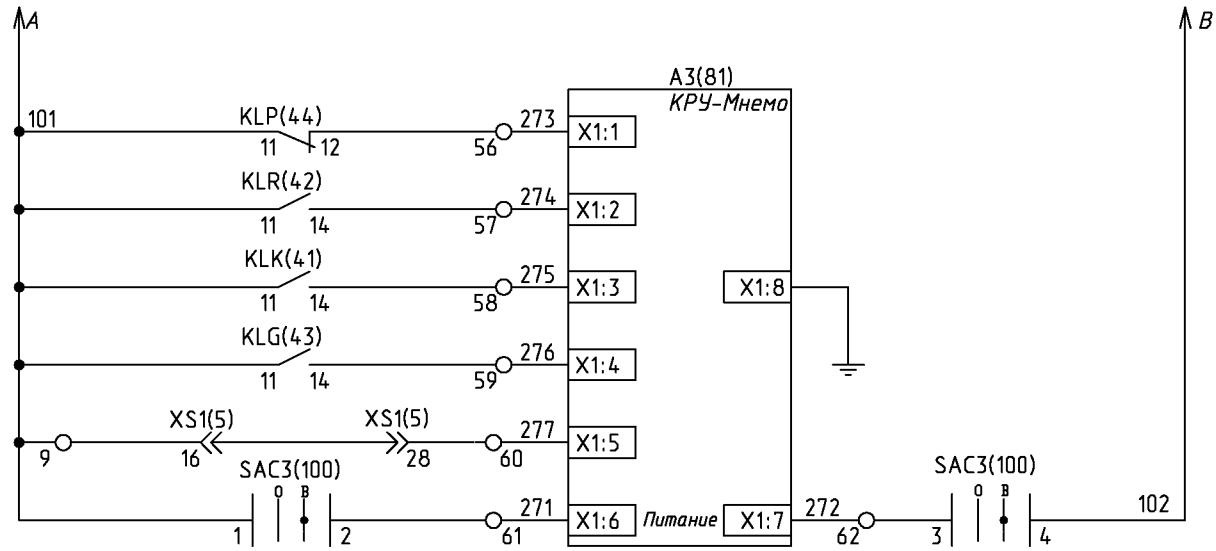 A
B
A3(81)
КРУ-Мнемо
101
KLP(44)
11
12
56
273
X1:1
KLR(42)
11
14
57
274
X1:2
KLK(41)
11
14
58
275
X1:3
X1:8
KLG(43)
11
14
59
276
X1:4
9
XS1(5)
16
XS1(5)
28
60
277
X1:5
SAC3(100)
О
В
1
2
61
271
X1:6
Питание
X1:7
272
62
SAC3(100)
О
В
3
4
102